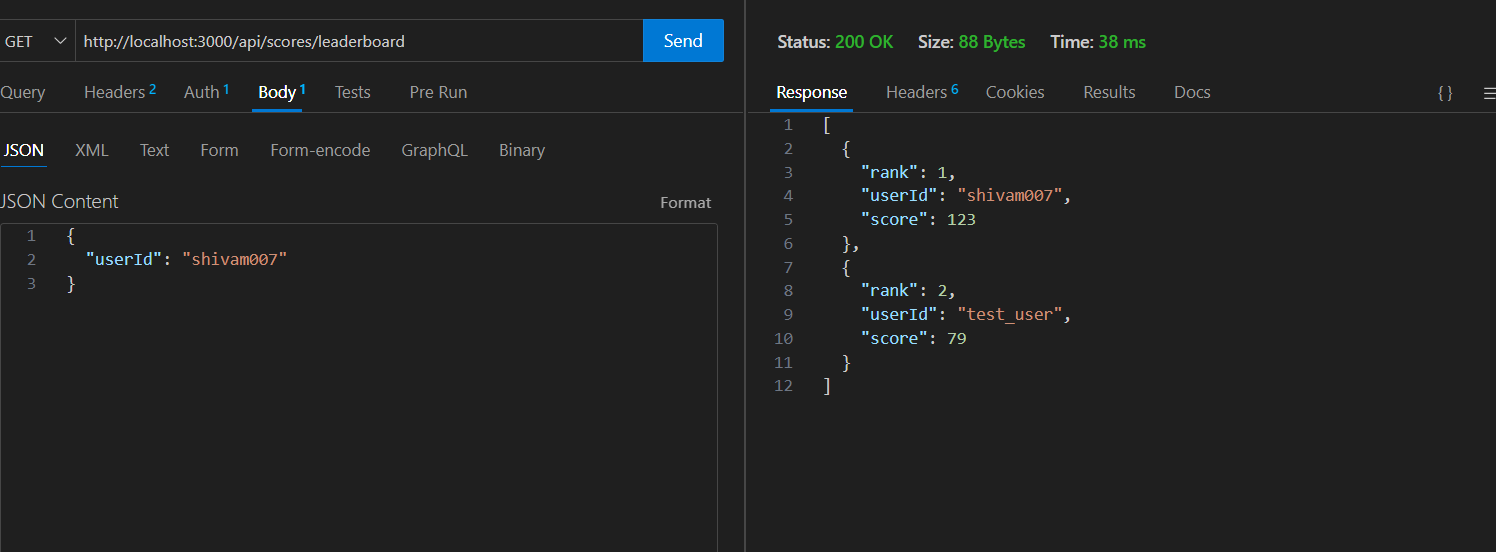 GET http://localhost:3000/api/scores/leaderboard Send
Query Headers 2 Auth 1 Body 1 Tests Pre Run
JSON XML Text Form Form-encode GraphQL Binary
JSON Content Format
1 {
2 "userId": "shivam007"
3 }
Status: 200 OK Size: 88 Bytes Time: 38 ms
Response Headers 6 Cookies Results Docs { }
1 [
2 {
3 "rank": 1,
4 "userId": "shivam007",
5 "score": 123
6 },
7 {
8 "rank": 2,
9 "userId": "test_user",
10 "score": 79
11 }
12 ]